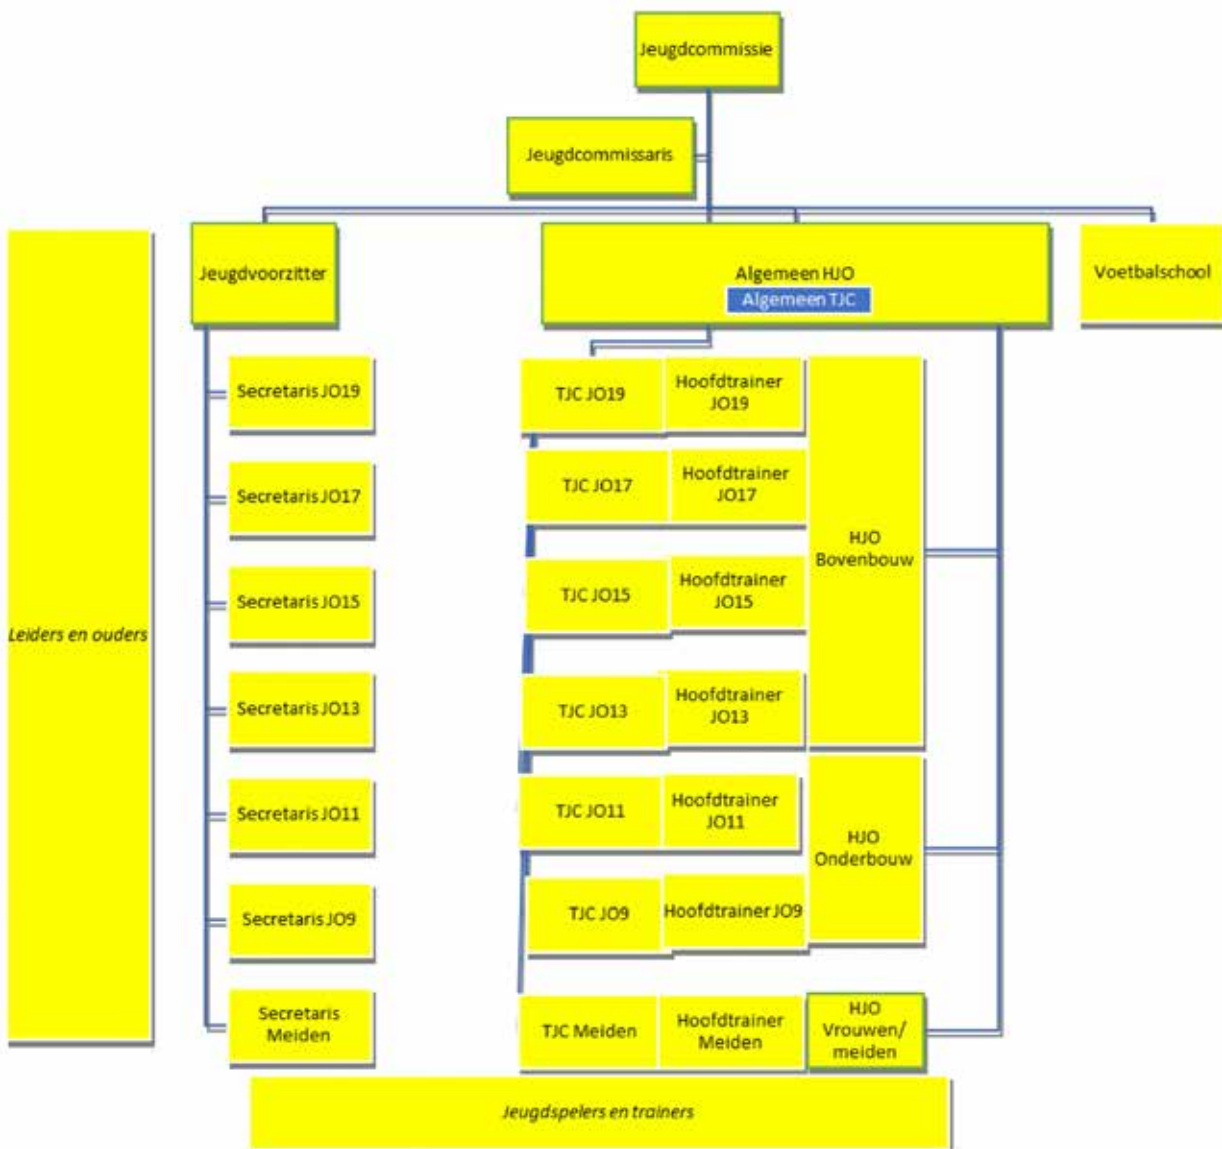 Jeugdcommissie
Jeugdcommissaris
Jeugdvoorzitter
Algemeen HJO
Algemeen TJC
Voetbalschool
Leiders en ouders
Secretaris JO19
Secretaris JO17
Secretaris JO15
Secretaris JO13
Secretaris JO11
Secretaris JO9
Secretaris
Meiden
TJC JO19
Hoofdtrainer
JO19
TJC JO17
Hoofdtrainer
JO17
TJC JO15
Hoofdtrainer
JO15
TJC JO13
Hoofdtrainer
JO13
TJC JO11
Hoofdtrainer
JO11
TJC JO9
Hoofdtrainer JO9
TJC Meiden
Hoofdtrainer
Meiden
HJO
Bovenbouw
HJO
Onderbouw
HJO
Vrouwen/
meiden
Jeugdspelers en trainers